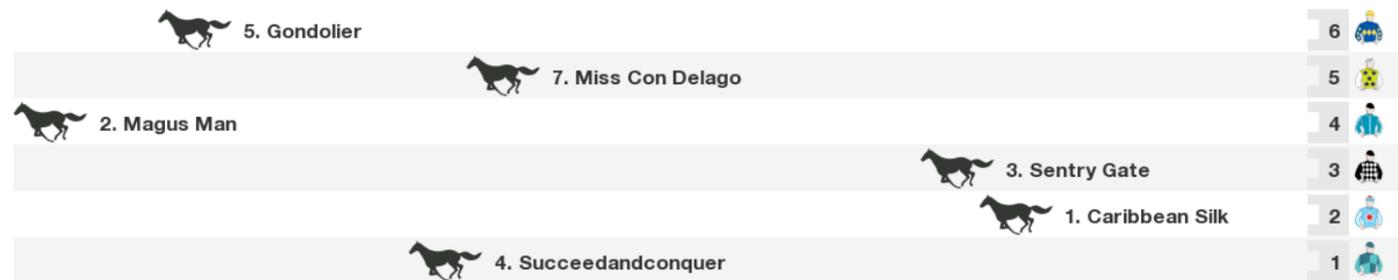 5. Gondolier 6
7. Miss Con Delago 5
2. Magus Man 4
3. Sentry Gate 3
1. Caribbean Silk 2
4. Succeedandconquer 1